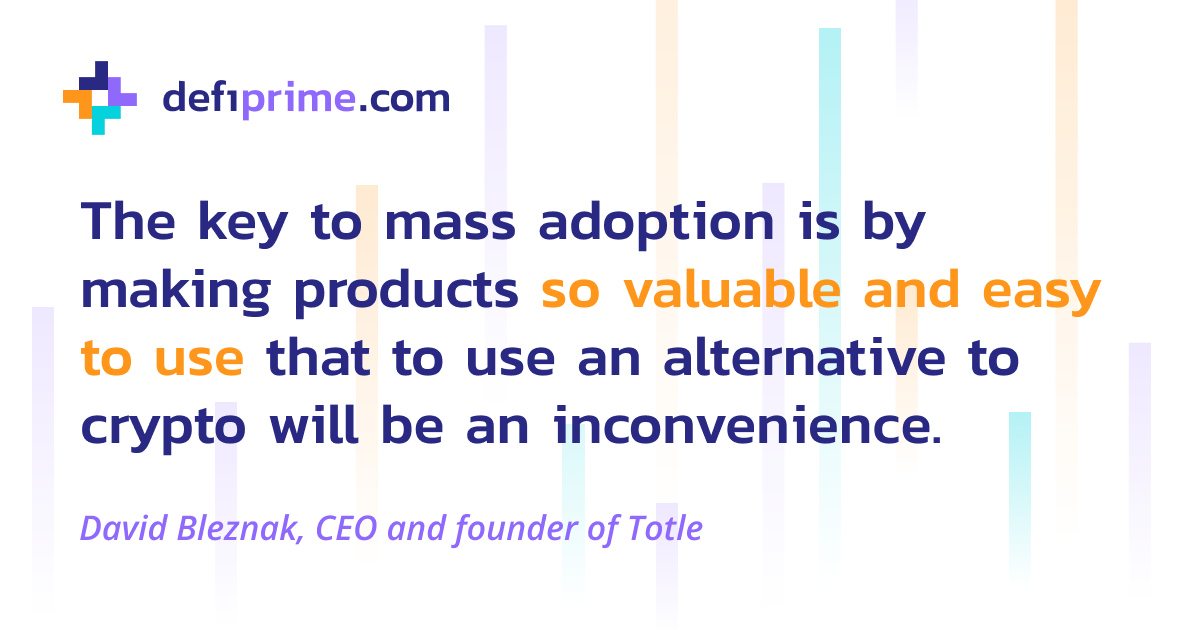 defiprime.com
The key to mass adoption is by
making products so valuable and easy
to use that to use an alternative to
crypto will be an inconvenience.
David Bleznak, CEO and founder of Totle